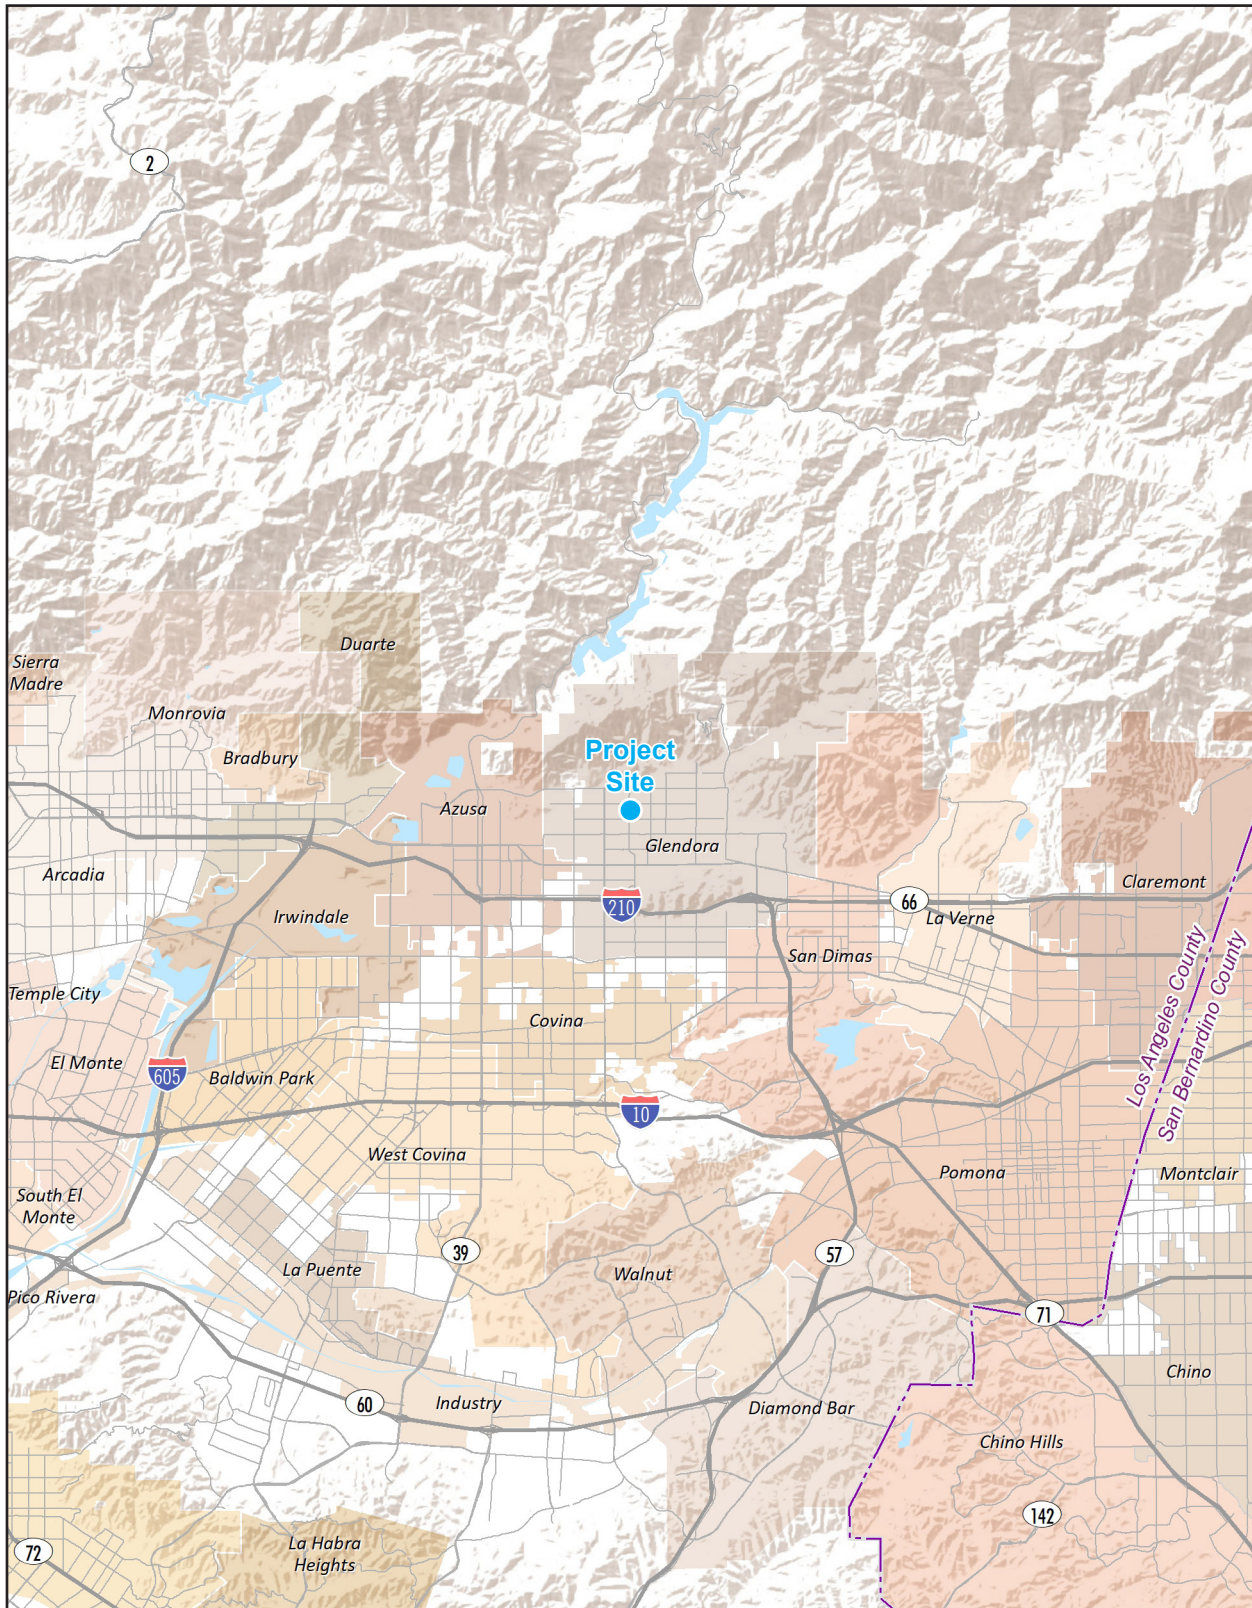 2
Duarte
Sierra
Madre
Monrovia
Bradbury
Project
Site
Azusa
Glendora
Arcadia
Claremont
210
66
Irwindale
La Verne
San Dimas
Temple City
Covina
Los Angeles County
San Bernardino County
El Monte
605
Baldwin Park
10
West Covina
Pomona
Montclair
South El
Monte
39
57
La Puente
Walnut
Pico Rivera
71
Chino
60
Industry
Diamond Bar
Chino Hills
142
72
La Habra
Heights